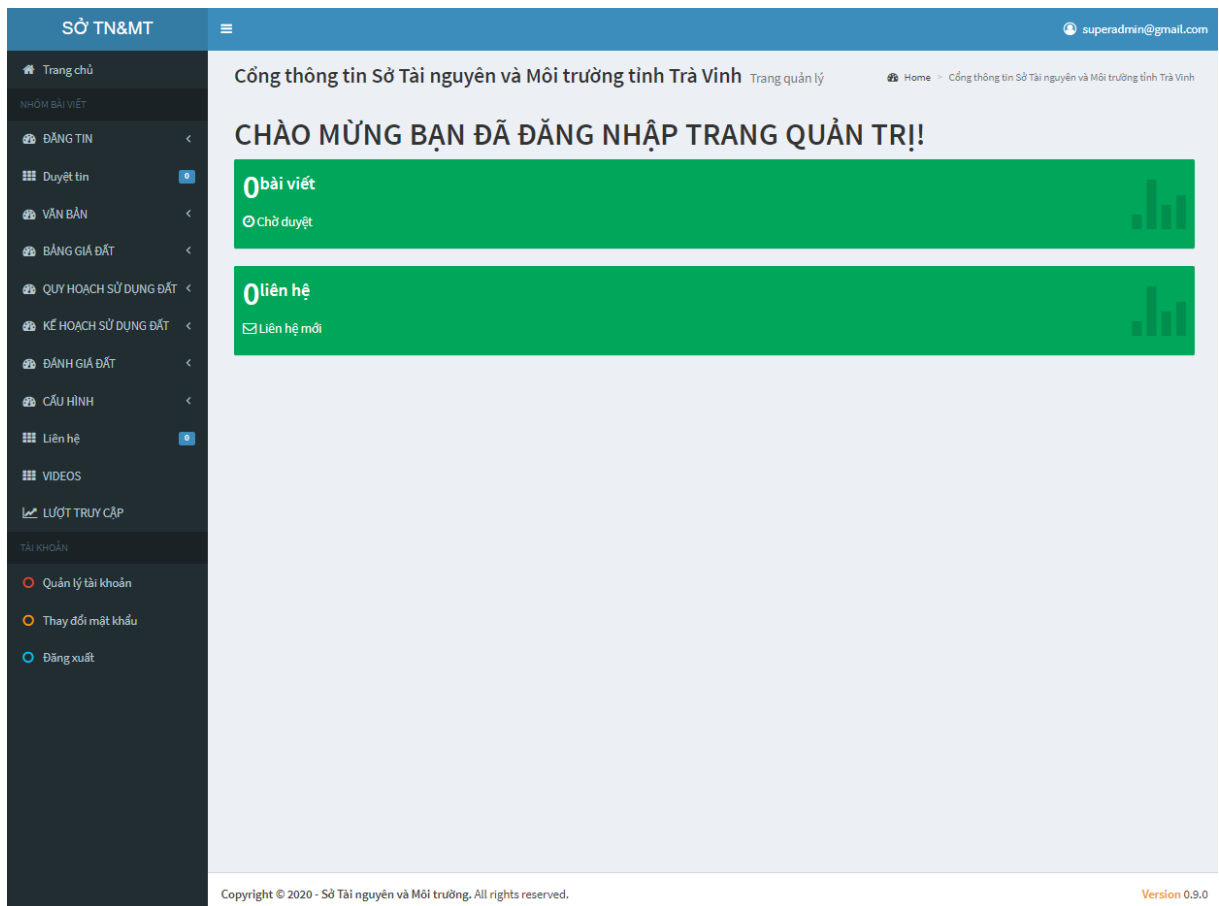 SỞ TN&MT
superadmin@gmail.com
Trang chủ
Cổng thông tin Sở Tài nguyên và Môi trường tỉnh Trà Vinh Trang quản lý
Home > Cổng thông tin Sở Tài nguyên và Môi trường tỉnh Trà Vinh
NHÓM BÀI VIẾT
ĐĂNG TIN
Duyệt tin 0
VĂN BẢN
BẢNG GIÁ ĐẤT
QUY HOẠCH SỬ DỤNG ĐẤT
KẾ HOẠCH SỬ DỤNG ĐẤT
ĐÁNH GIÁ ĐẤT
CẤU HÌNH
Liên hệ 0
VIDEOS
LƯỢT TRUY CẬP
TÀI KHOẢN
Quản lý tài khoản
Thay đổi mật khẩu
Đăng xuất
CHÀO MỪNG BẠN ĐÃ ĐĂNG NHẬP TRANG QUẢN TRỊ!
0bài viết
Chờ duyệt
0liên hệ
Liên hệ mới
Copyright © 2020 - Sở Tài nguyên và Môi trường. All rights reserved.
Version 0.9.0